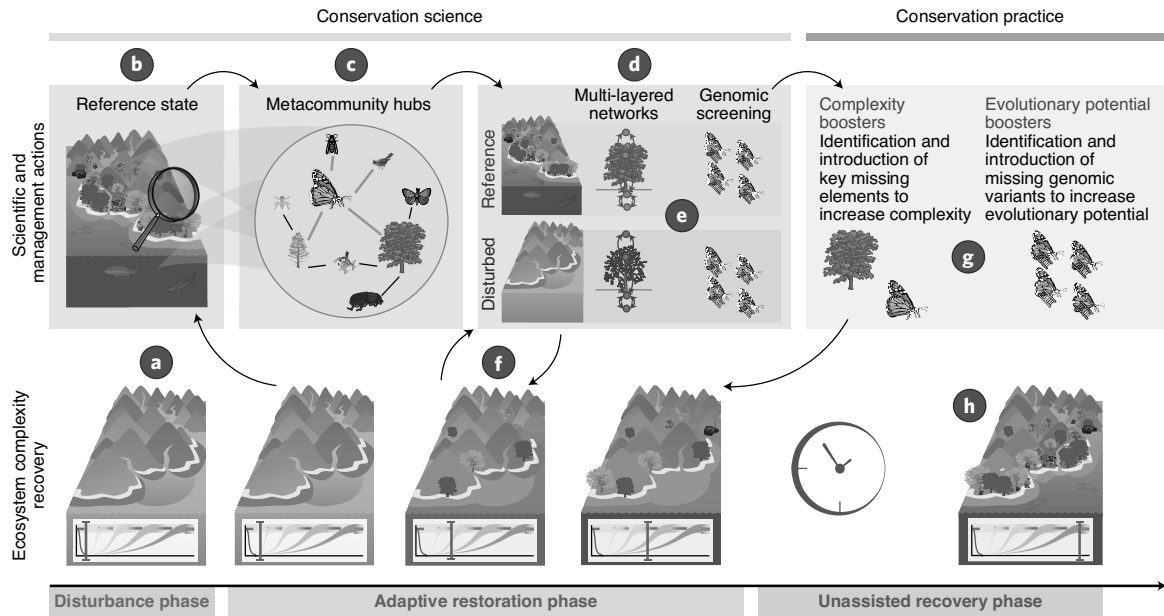 Conservation science
Conservation practice
b
c
d
Scientific and
management actions
Reference state
Metacommunity hubs
Multi-layered
networks
Genomic
screening
Reference
Disturbed
e
Complexity
boosters
Identification and
introduction of
key missing
elements to
increase complexity
Evolutionary potential
boosters
Identification and
introduction of
missing genomic
variants to increase
evolutionary potential
g
a
f
h
Ecosystem complexity
recovery
Disturbance phase
Adaptive restoration phase
Unassisted recovery phase